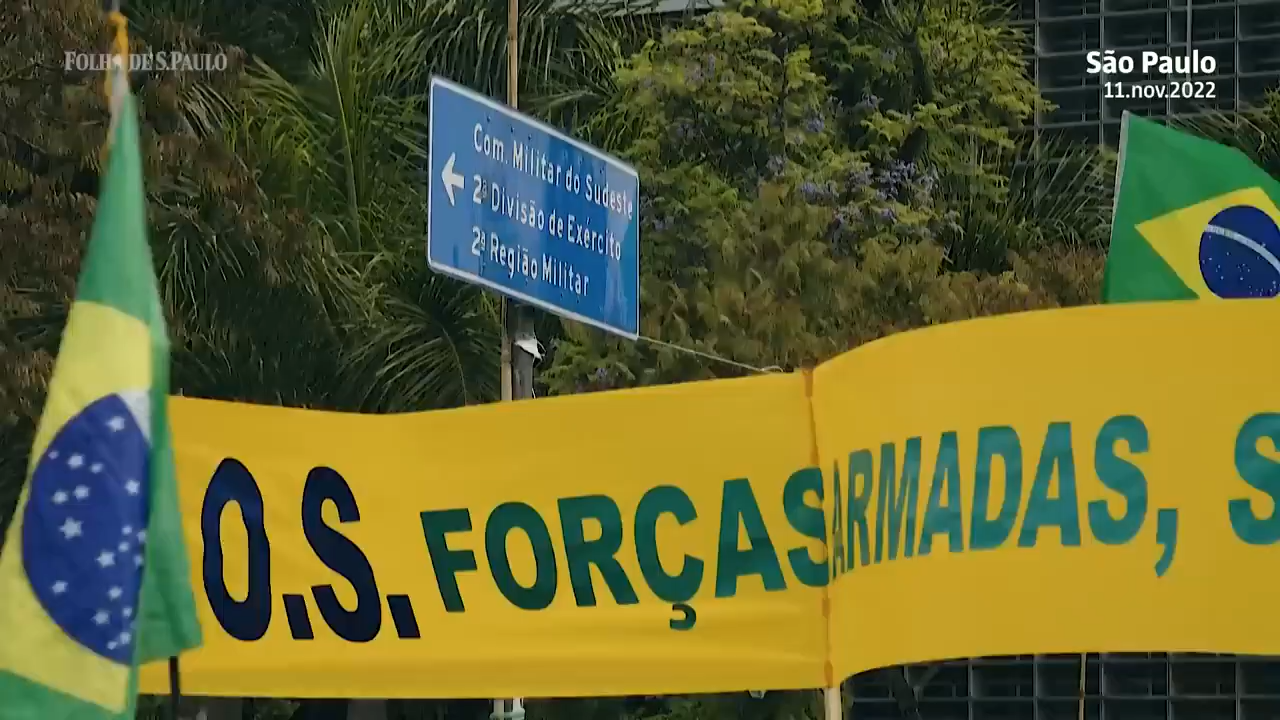 FOLHA DE S.PAULO
São Paulo
11.nov.2022
Com. Militar do Sudeste
2ª Divisão de Exército
2ª Região Militar
O.S. FORÇAS ARMADAS, S